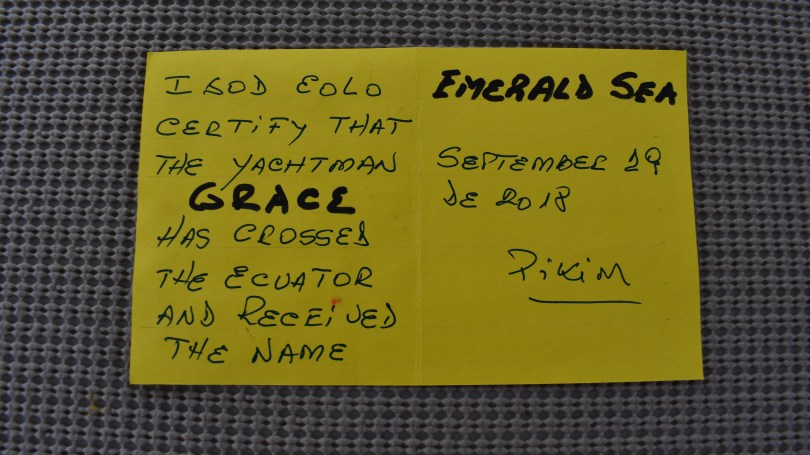 I GOD EOLO
CERTIFY THAT
THE YACHTMAN
GRACE
HAS CROSSED
THE ECUATOR
AND RECEIVED
THE NAME
EMERALD SEA
SEPTEMBER 19
DE 2018
PiKiM